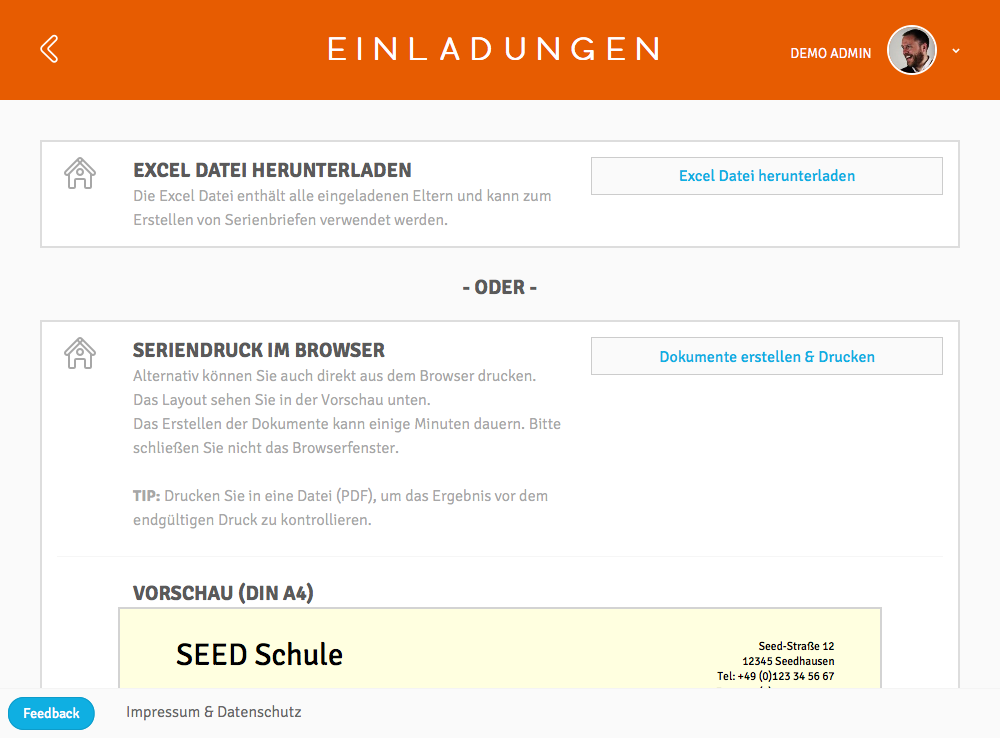 EINLADUNGEN
DEMO ADMIN
EXCEL DATEI HERUNTERLADEN
Die Excel Datei enthält alle eingeladenen Eltern und kann zum
Erstellen von Serienbriefen verwendet werden.
Excel Datei herunterladen
- ODER -
SERIENDRUCK IM BROWSER
Alternativ können Sie auch direkt aus dem Browser drucken.
Das Layout sehen Sie in der Vorschau unten.
Das Erstellen der Dokumente kann einige Minuten dauern. Bitte
schließen Sie nicht das Browserfenster.
TIP: Drucken Sie in eine Datei (PDF), um das Ergebnis vor dem
endgültigen Druck zu kontrollieren.
Dokumente erstellen & Drucken
VORSCHAU (DIN A4)
SEED Schule
Seed-Straße 12
12345 Seedhausen
Tel: +49 (0)123 34 56 67
Feedback
Impressum & Datenschutz